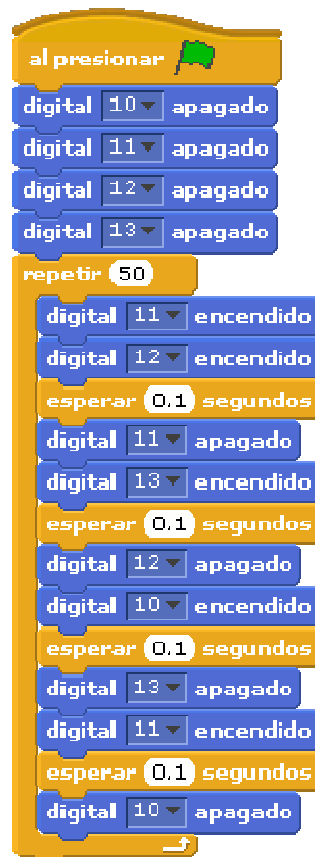 al presionar
digital 10 apagado
digital 11 apagado
digital 12 apagado
digital 13 apagado
repetir 50
digital 11 encendido
digital 12 encendido
esperar 0.1 segundos
digital 11 apagado
digital 13 encendido
esperar 0.1 segundos
digital 12 apagado
digital 10 encendido
esperar 0.1 segundos
digital 13 apagado
digital 11 encendido
esperar 0.1 segundos
digital 10 apagado